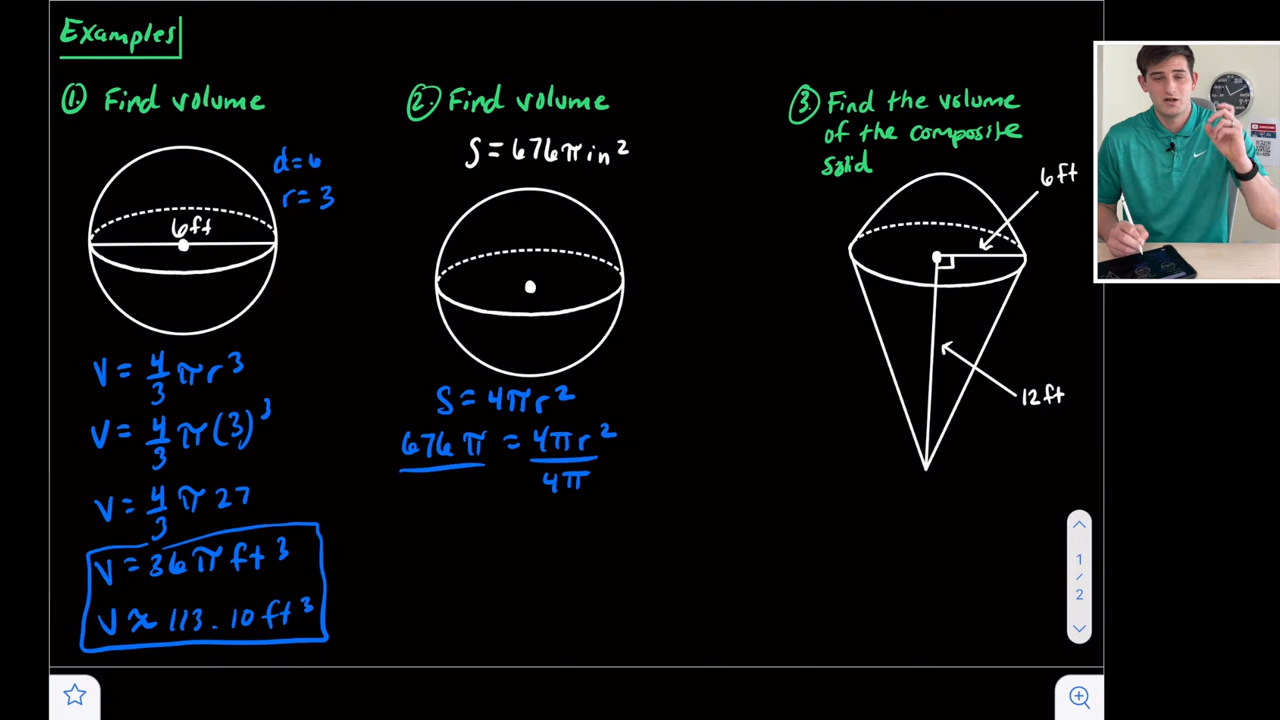 Examples
① Find volume
d=6
r=3
6ft
V = 4/3 πr³
V = 4/3 π(3)³
V = 4/3 π 27
V = 36π ft³
V ≈ 113.10 ft³
② Find volume
S = 676π in²
S = 4πr²
676π = 4πr²
4π
③ Find the volume
of the composite
solid
6ft
12ft
1
/
2